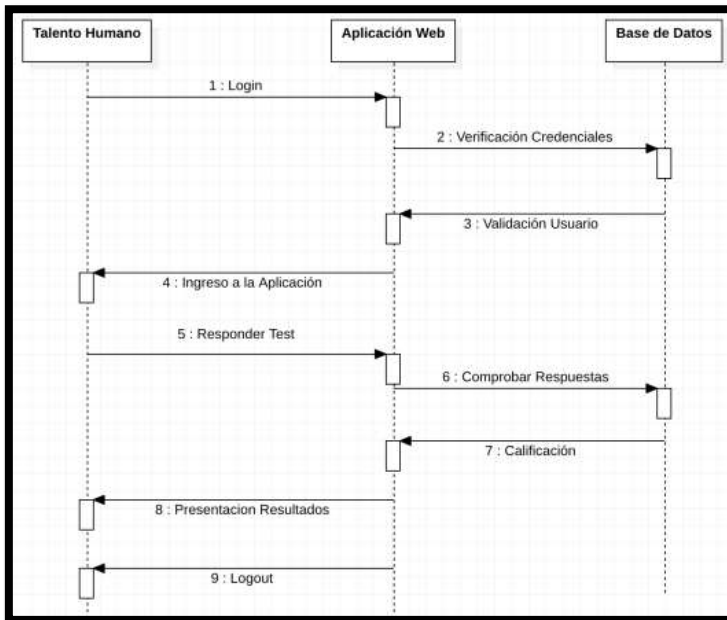 Talento Humano
Aplicación Web
Base de Datos
1 : Login
2 : Verificación Credenciales
3 : Validación Usuario
4 : Ingreso a la Aplicación
5 : Responder Test
6 : Comprobar Respuestas
7 : Calificación
8 : Presentacion Resultados
9 : Logout